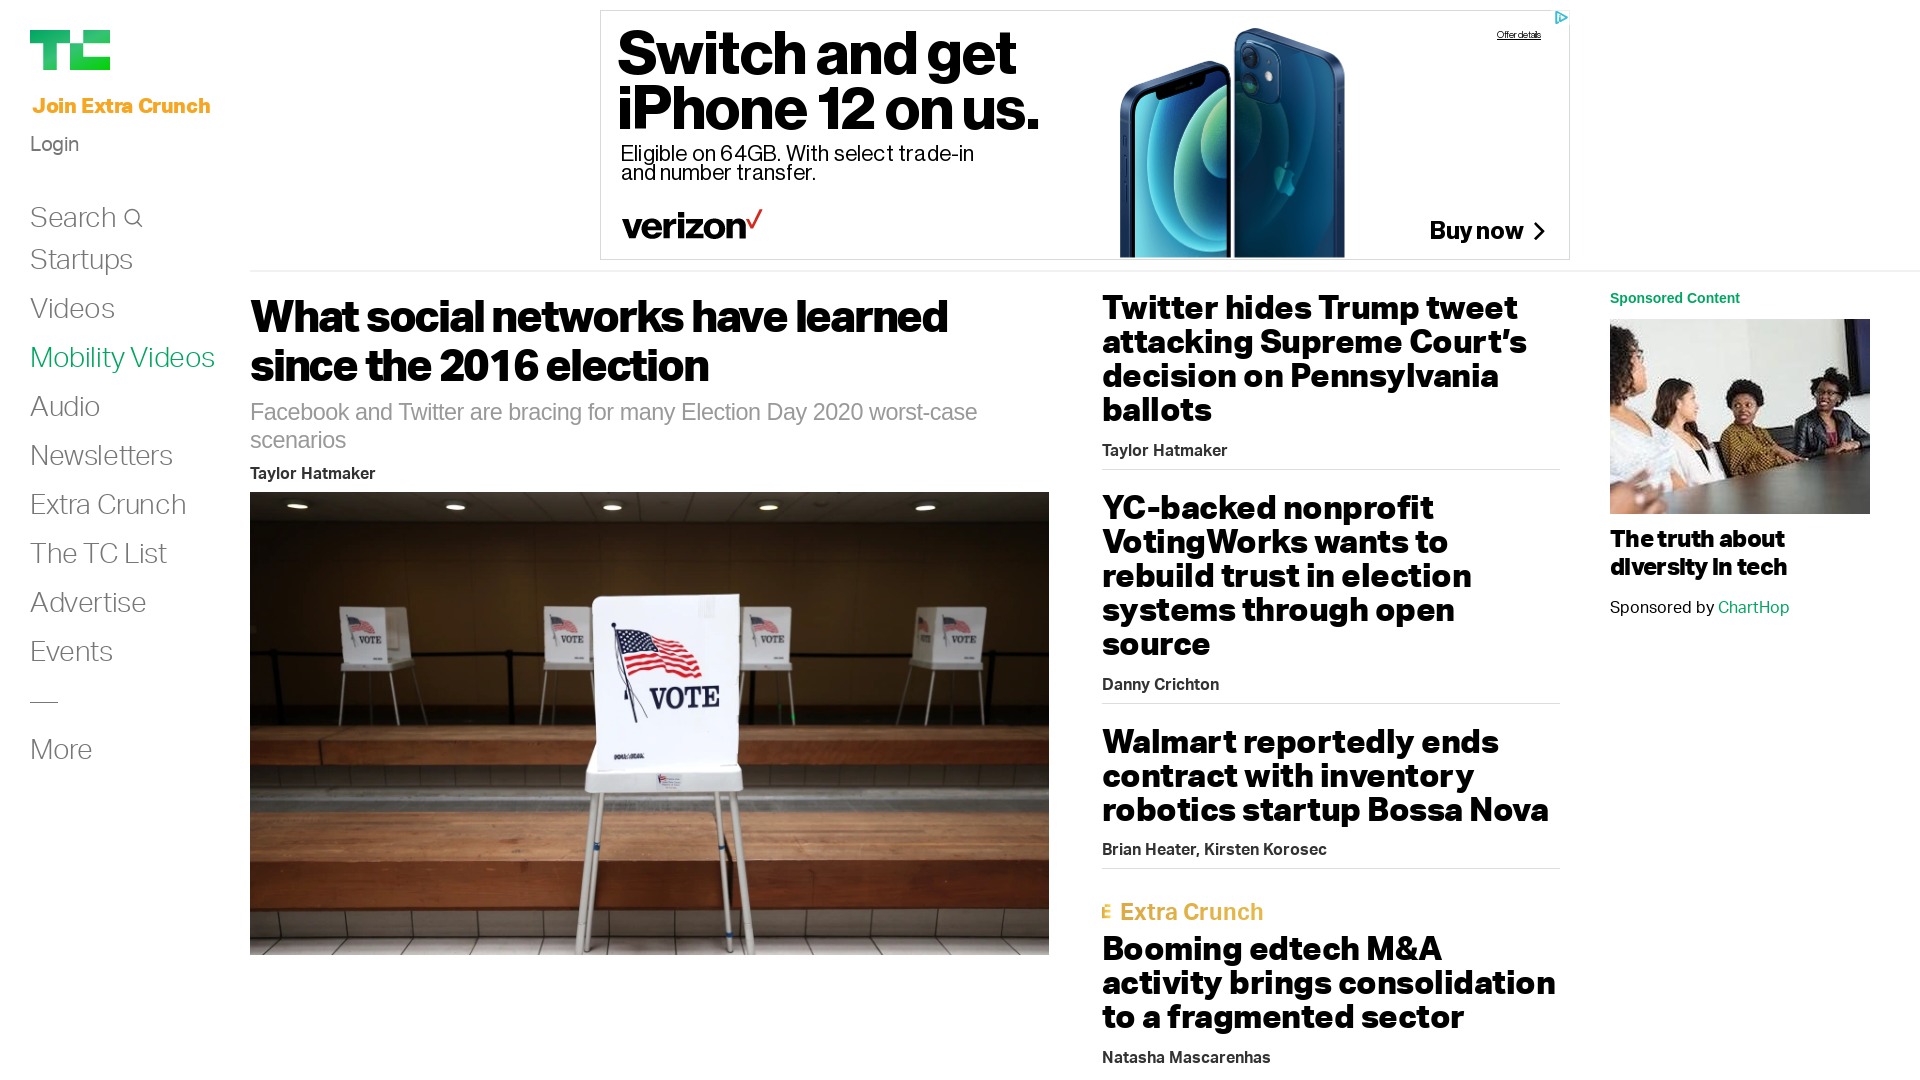 TC
Join Extra Crunch
Login
Search
Startups
Videos
Mobility Videos
Audio
Newsletters
Extra Crunch
The TC List
Advertise
Events
More
Switch and get
iPhone 12 on us.
Eligible on 64GB. With select trade-in
and number transfer.
verizon
Offer details
Buy now
What social networks have learned
since the 2016 election
Facebook and Twitter are bracing for many Election Day 2020 worst-case
scenarios
Taylor Hatmaker
VOTE
VOTE
VOTE
VOTE
VOTE
Twitter hides Trump tweet
attacking Supreme Court’s
decision on Pennsylvania
ballots
Taylor Hatmaker
YC-backed nonprofit
VotingWorks wants to
rebuild trust in election
systems through open
source
Danny Crichton
Walmart reportedly ends
contract with inventory
robotics startup Bossa Nova
Brian Heater, Kirsten Korosec
Extra Crunch
Booming edtech M&A
activity brings consolidation
to a fragmented sector
Natasha Mascarenhas
Sponsored Content
The truth about
diversity in tech
Sponsored by ChartHop